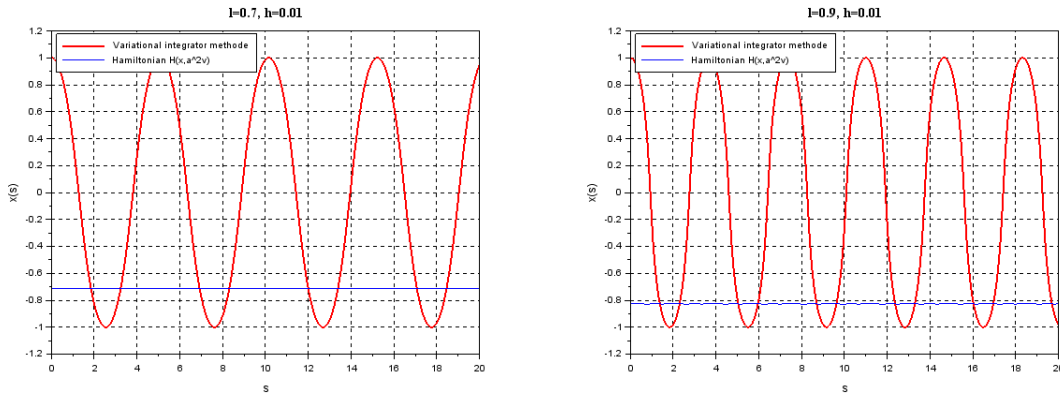 l=0.7, h=0.01
1.2
1
0.8
0.6
0.4
0.2
0
-0.2
-0.4
-0.6
-0.8
-1
-1.2
x(s)
Variational integrator methode
Hamiltonian H(x,a^2v)
0 2 4 6 8 10 12 14 16 18 20
s
l=0.9, h=0.01
1.2
1
0.8
0.6
0.4
0.2
0
-0.2
-0.4
-0.6
-0.8
-1
-1.2
x(s)
Variational integrator methode
Hamiltonian H(x,a^2v)
0 2 4 6 8 10 12 14 16 18 20
s